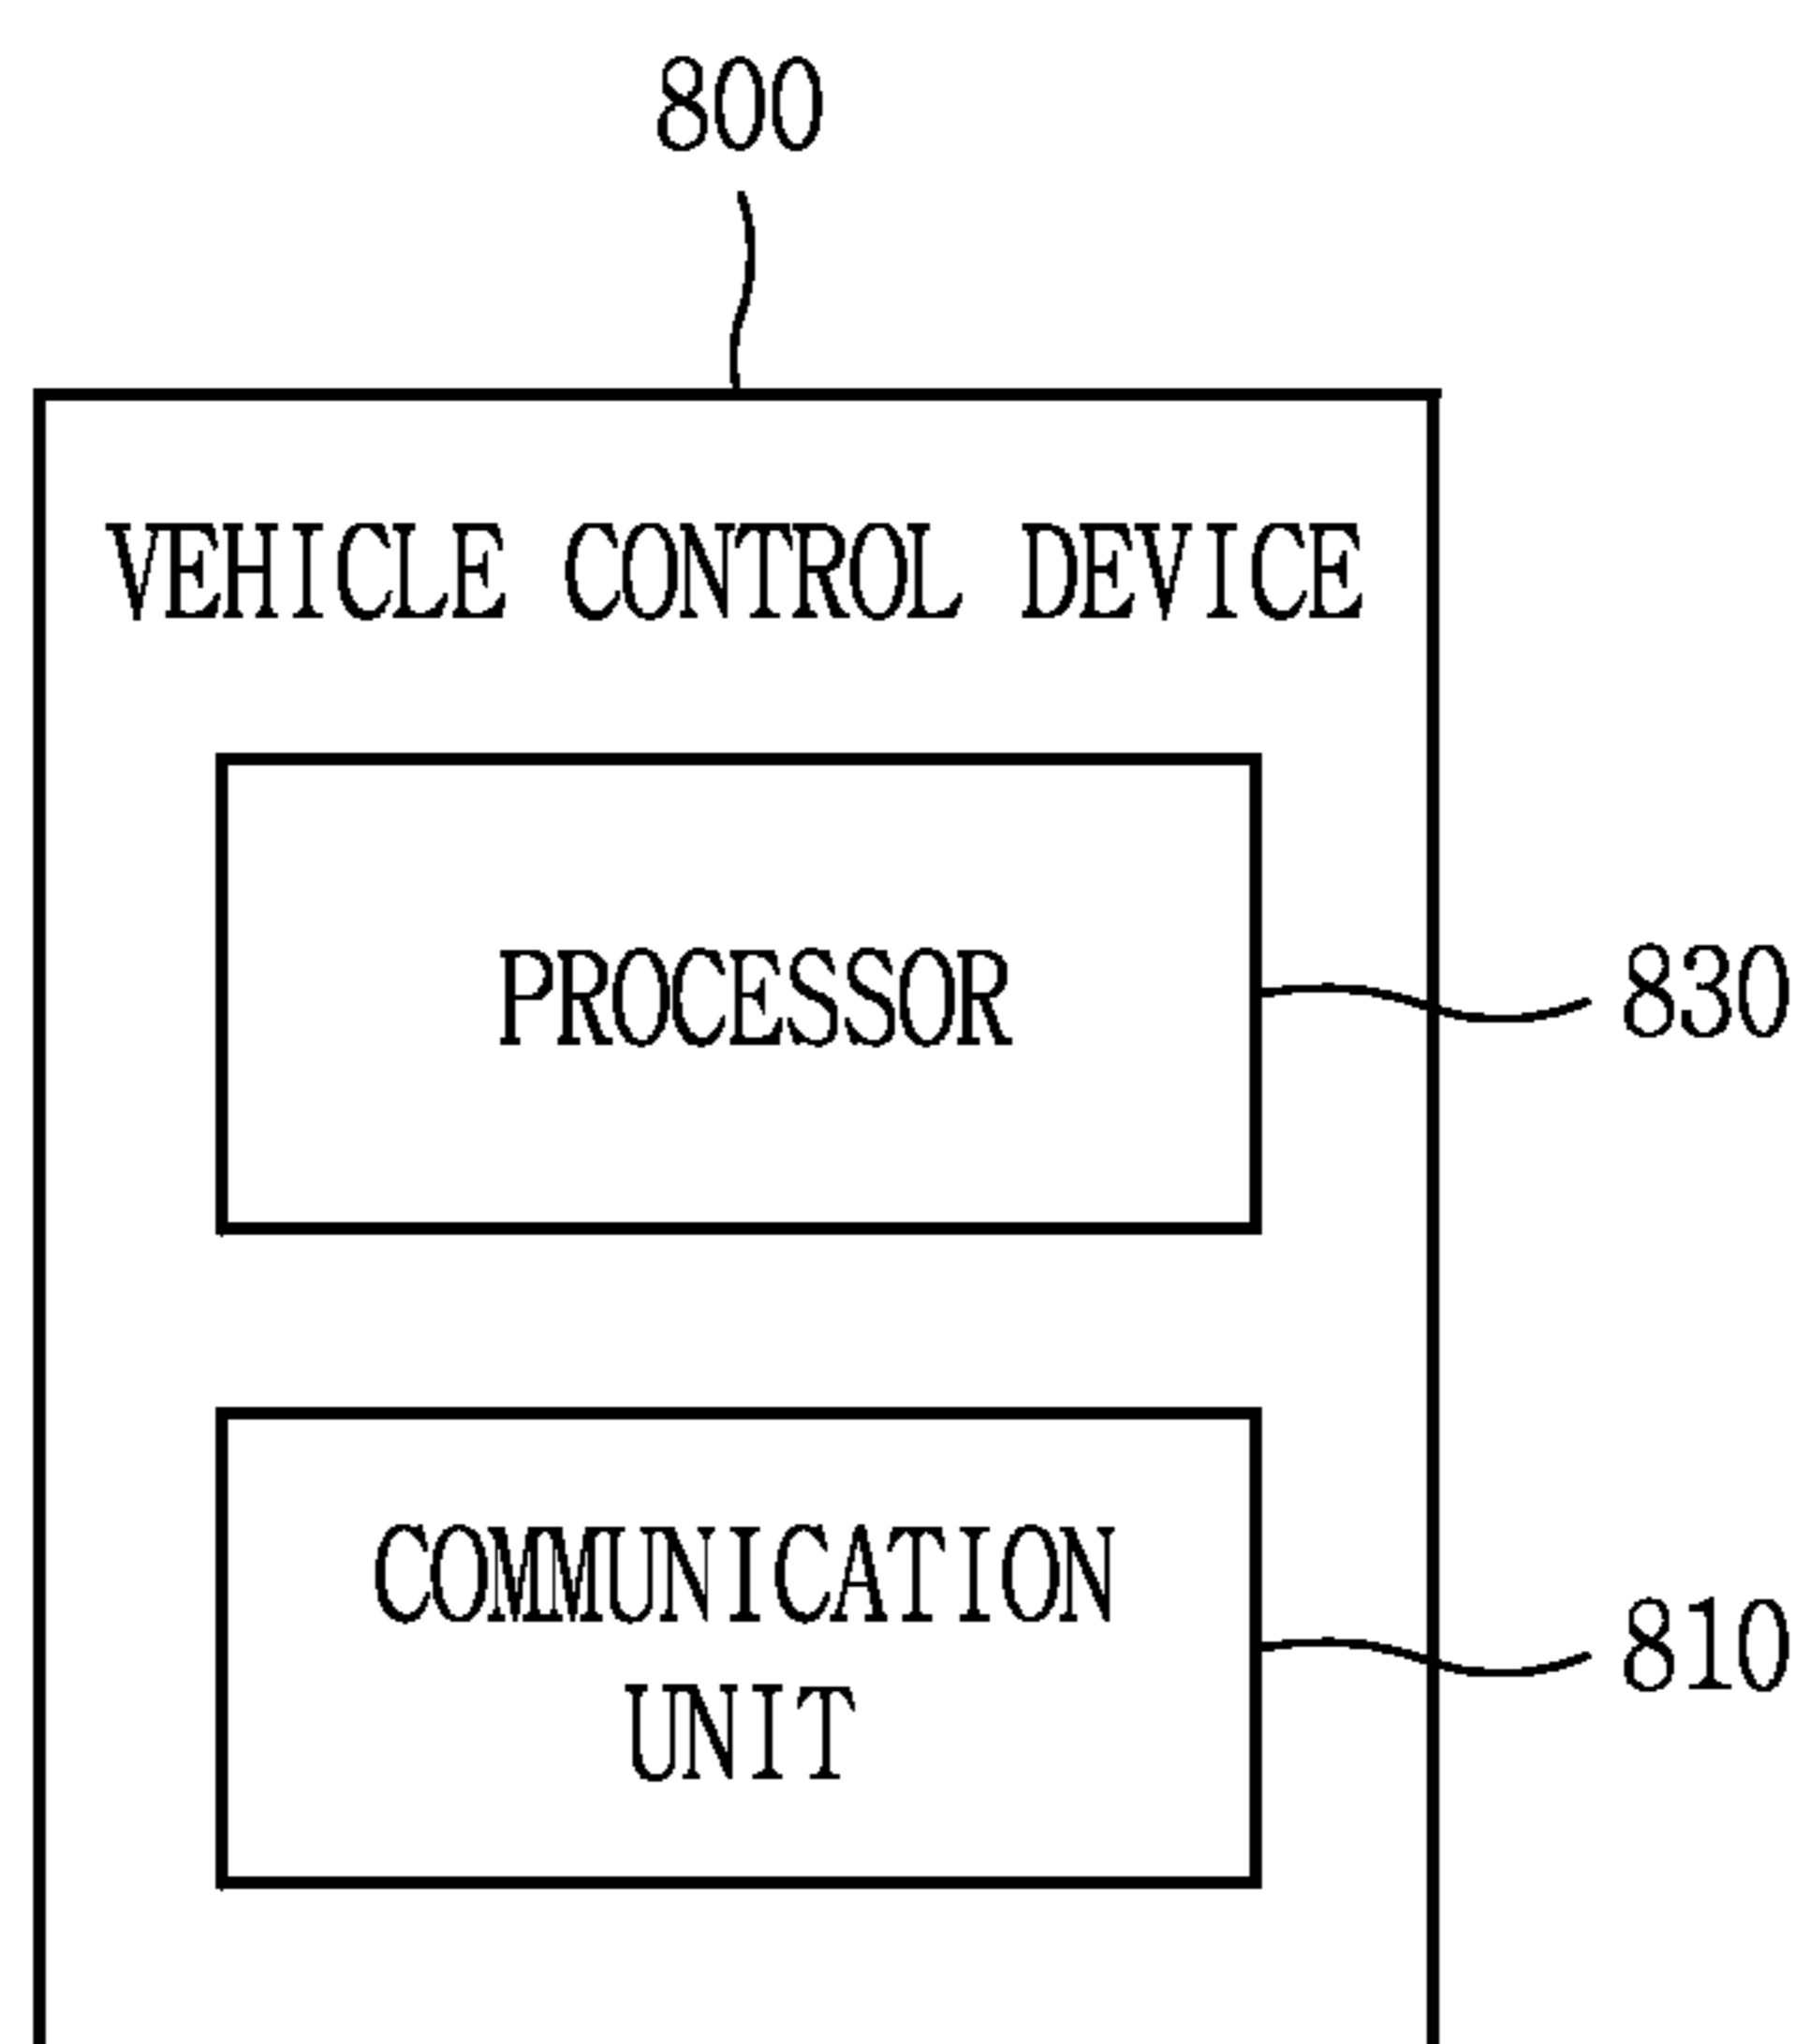 800
VEHICLE CONTROL DEVICE
PROCESSOR
830
COMMUNICATION
UNIT
810